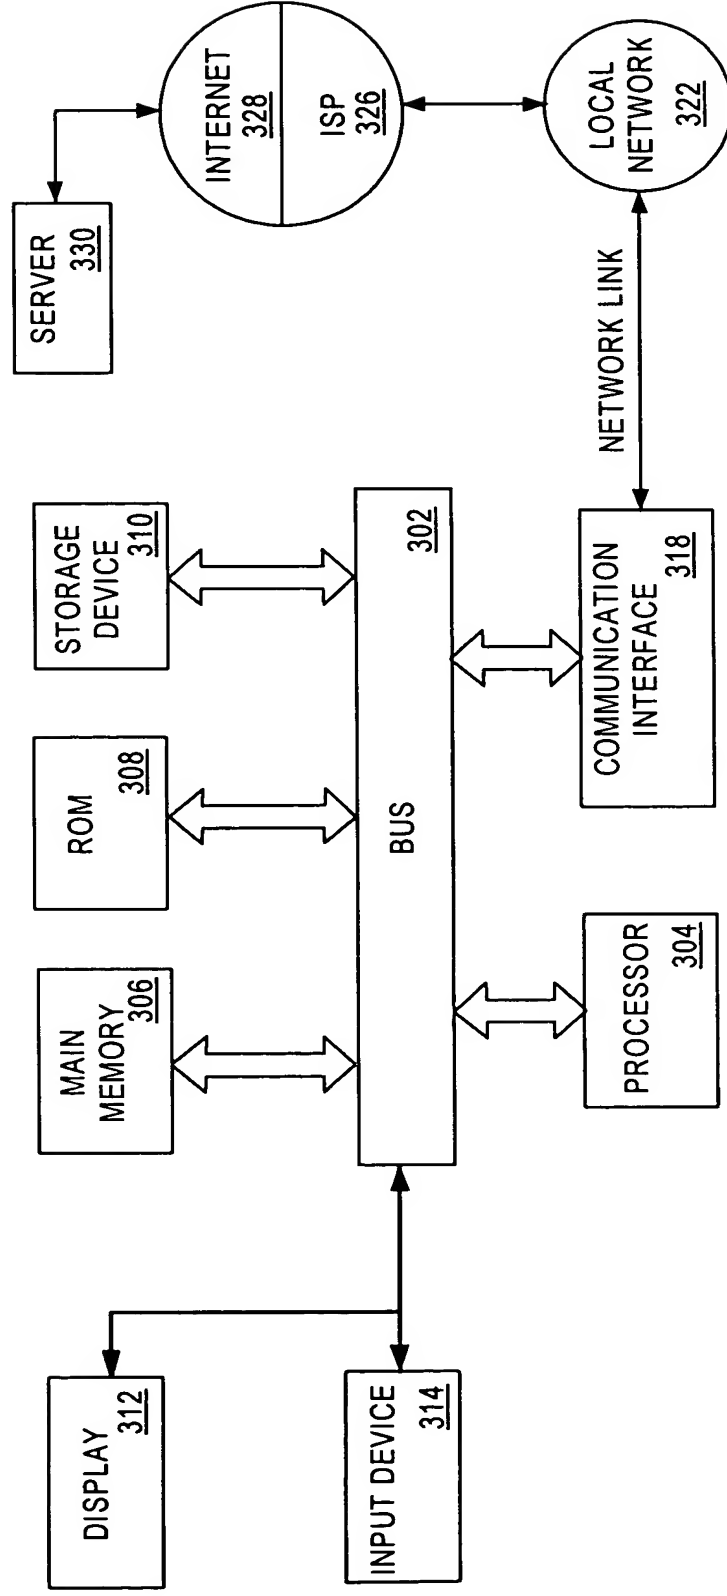 DISPLAY
312
INPUT DEVICE
314
MAIN
MEMORY
306
ROM
308
STORAGE
DEVICE
310
BUS
302
PROCESSOR
304
COMMUNICATION
INTERFACE
318
NETWORK LINK
SERVER
330
INTERNET
328
ISP
326
LOCAL
NETWORK
322